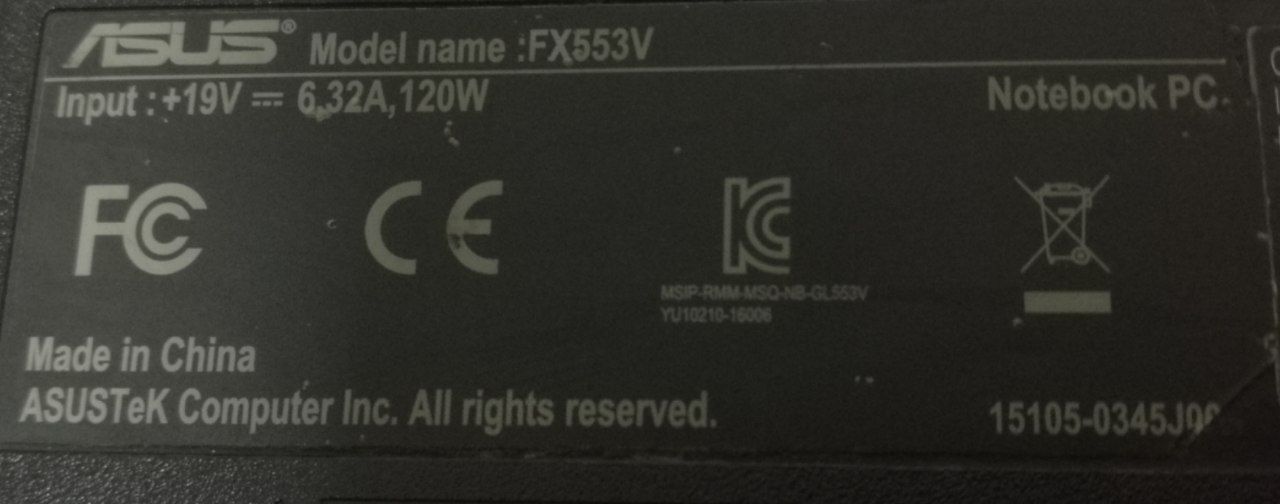 ASUS® Model name :FX553V
Input : +19V ⎓ 6.32A,120W Notebook PC
FC CE
MSIP-RMM-MSQ-NB-GL553V
YU10210-16006
Made in China
ASUSTeK Computer Inc. All rights reserved.